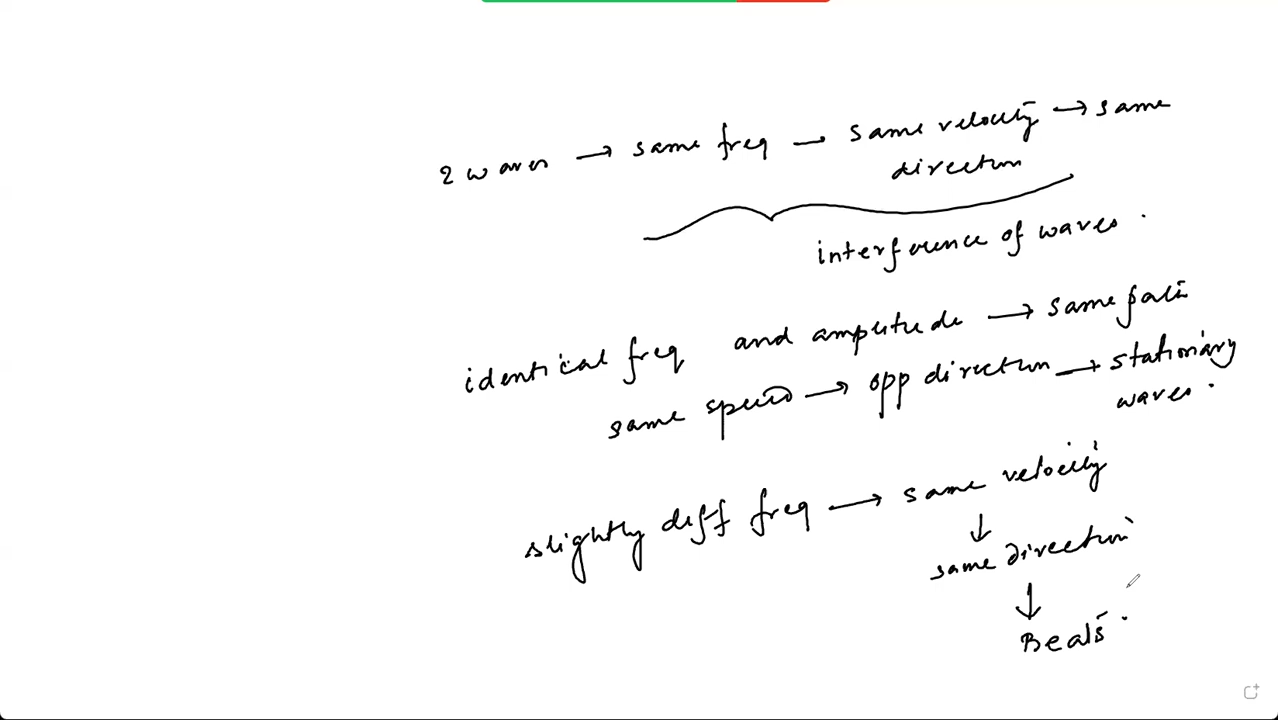 2 waves → same freq → same velocity → same
direction
interference of waves.
identical freq and amplitude → same path
same speed → opp direction → stationary
waves.
slightly diff freq → same velocity
↓
same direction
↓
Beats.